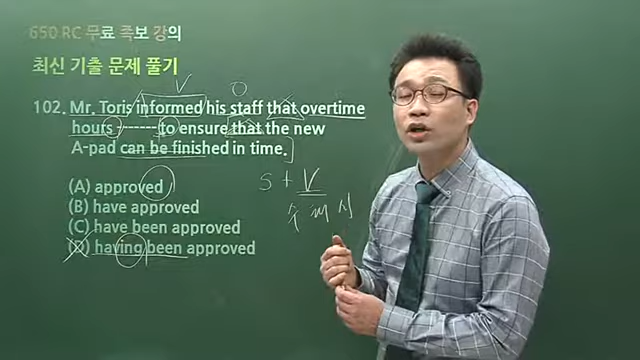 650 RC 무료 족보 강의
최신 기출 문제 풀기
V
O
102. Mr. Toris informed his staff that overtime
hours -------to ensure that the new
A-pad can be finished in time.
S + V
수 태 시
(A) approved
(B) have approved
(C) have been approved
(D) having been approved